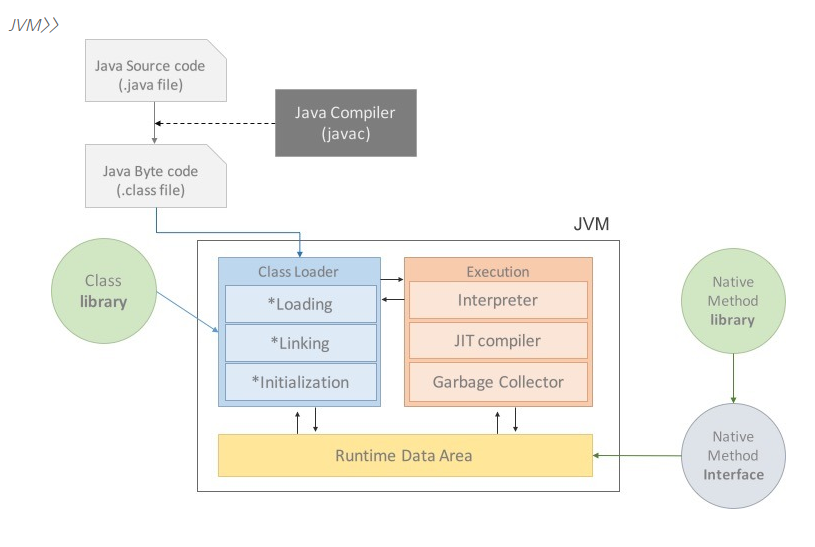 JVM>>
Java Source code
(.java file)
Java Compiler
(javac)
Java Byte code
(.class file)
JVM
Class
library
Class Loader
*Loading
*Linking
*Initialization
Execution
Interpreter
JIT compiler
Garbage Collector
Native
Method
library
Runtime Data Area
Native
Method
Interface